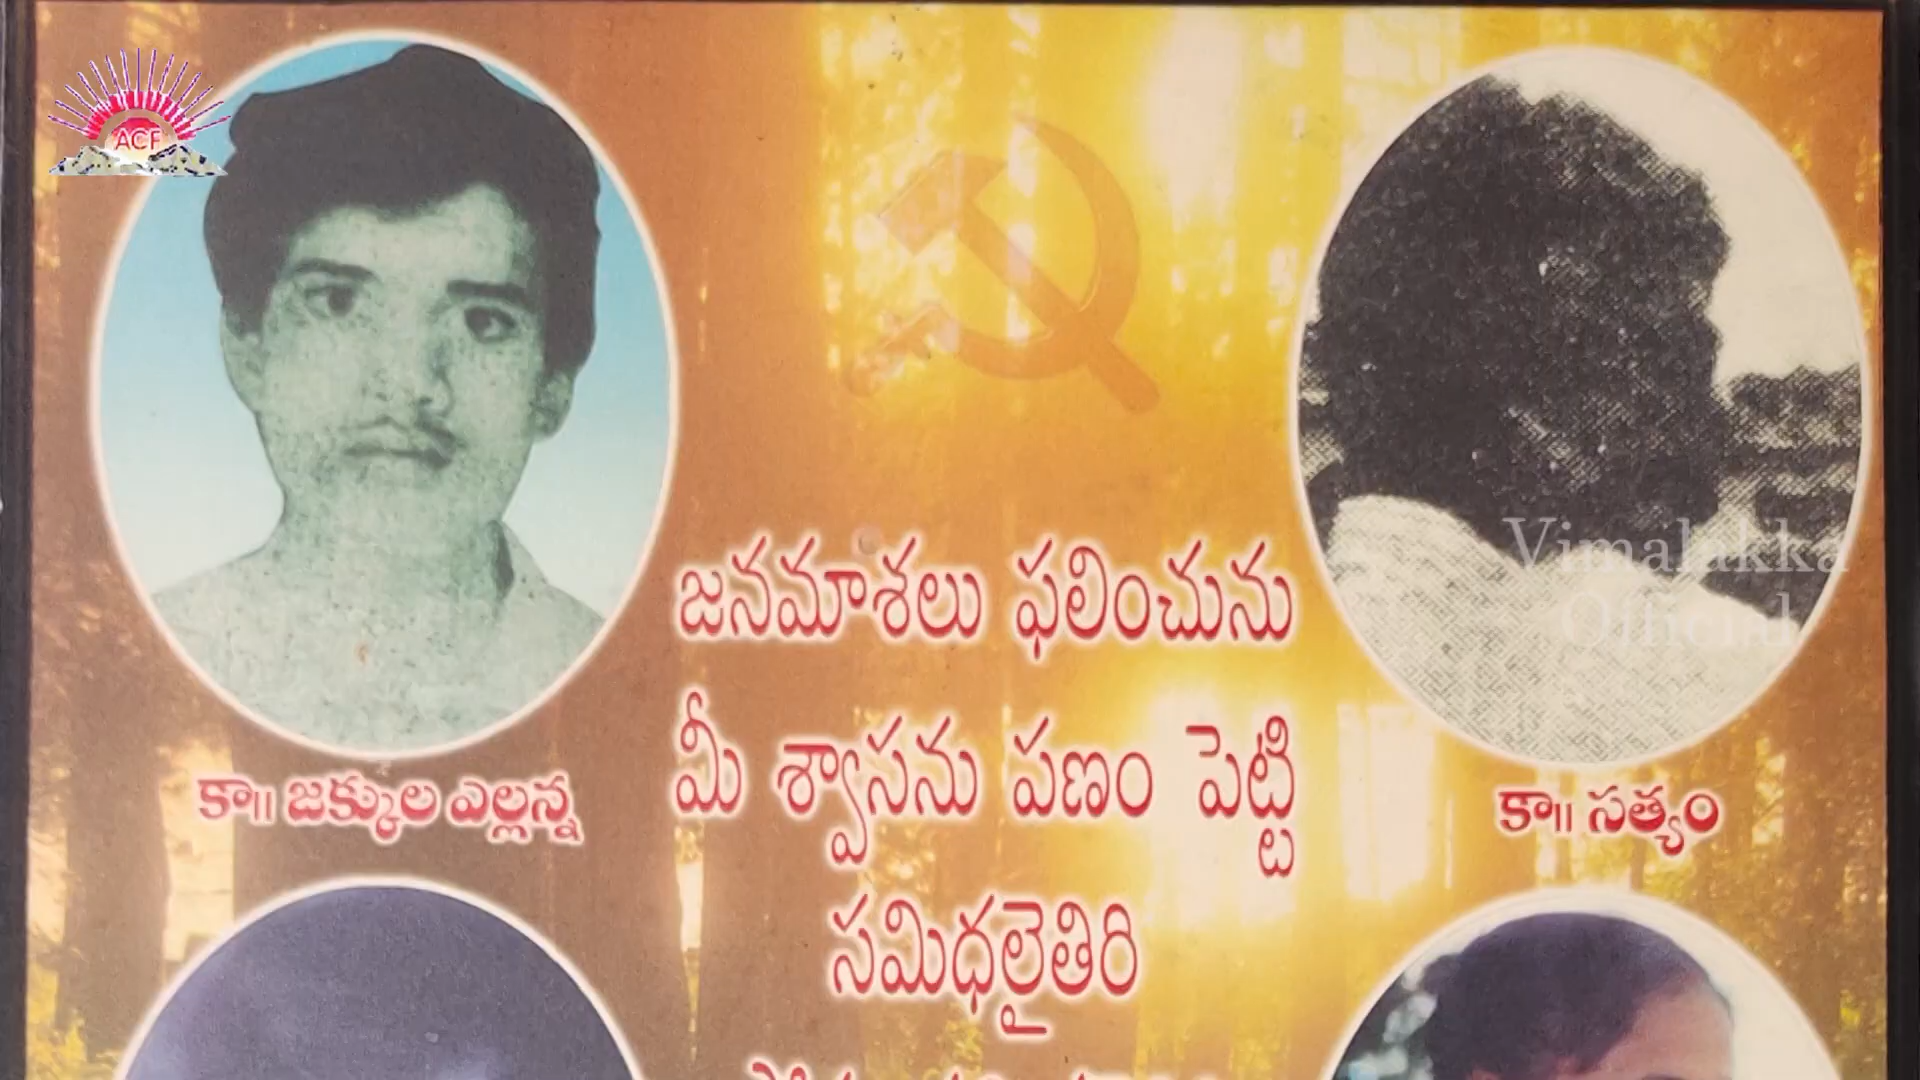 ACF
జనమాశలు ఫలించును
మీ శ్వాసను పణం పెట్టి
సమిధలైతిరి
కా|| జక్కుల ఎల్లన్న
కా|| సత్యం
Vimalakka
Official